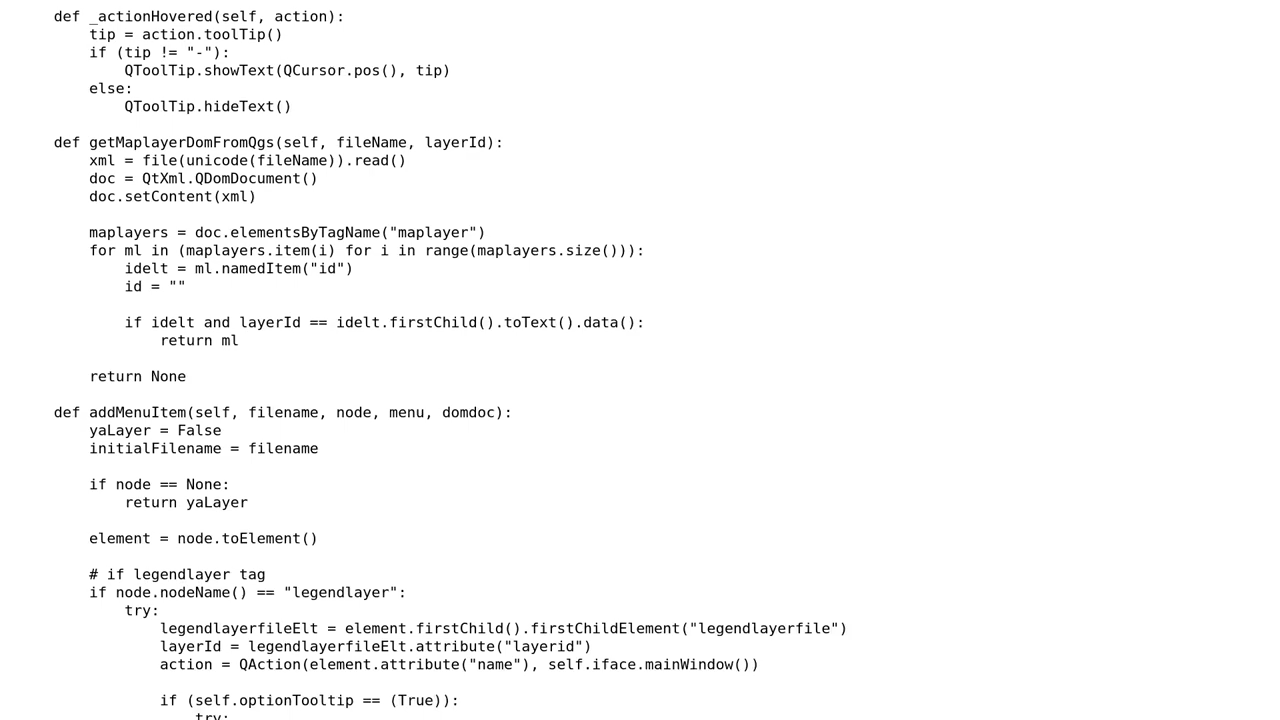 def _actionHovered(self, action):
    tip = action.toolTip()
    if (tip != "-"):
        QToolTip.showText(QCursor.pos(), tip)
    else:
        QToolTip.hideText()

def getMaplayerDomFromQgs(self, fileName, layerId):
    xml = file(unicode(fileName)).read()
    doc = QtXml.QDomDocument()
    doc.setContent(xml)

    maplayers = doc.elementsByTagName("maplayer")
    for ml in (maplayers.item(i) for i in range(maplayers.size())):
        idelt = ml.namedItem("id")
        id = ""

        if idelt and layerId == idelt.firstChild().toText().data():
            return ml

    return None

def addMenuItem(self, filename, node, menu, domdoc):
    yaLayer = False
    initialFilename = filename

    if node == None:
        return yaLayer

    element = node.toElement()

    # if legendlayer tag
    if node.nodeName() == "legendlayer":
        try:
            legendlayerfileElt = element.firstChild().firstChildElement("legendlayerfile")
            layerId = legendlayerfileElt.attribute("layerid")
            action = QAction(element.attribute("name"), self.iface.mainWindow())

            if (self.optionTooltip == (True)):
                try: